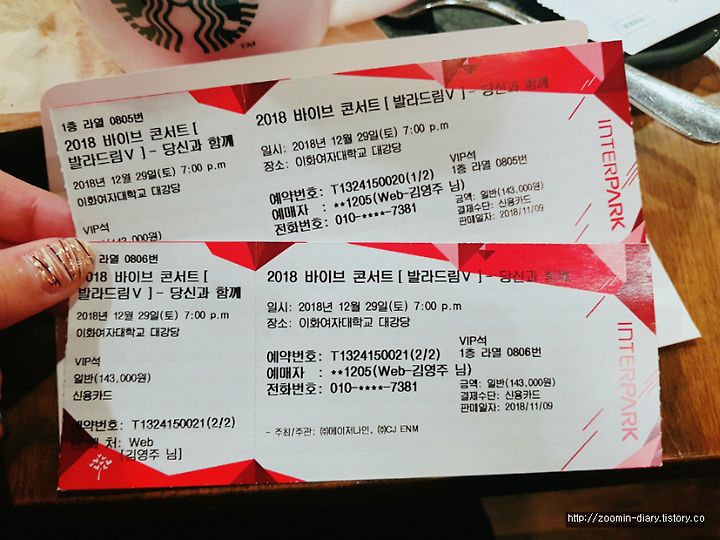 TM
1층 라열 0805번
2018 바이브 콘서트 [
발라드림Ⅴ ] - 당신과 함께
2018년 12월 29일(토) 7:00 p.m
이화여자대학교 대강당
VIP석
(143,000원)
2018 바이브 콘서트 [ 발라드림Ⅴ ] - 당신과 함께
일시: 2018년 12월 29일(토) 7:00 p.m
장소: 이화여자대학교 대강당
예약번호: T1324150020(1/2)
예매자 : **1205(Web-김영주 님)
전화번호: 010-****-7381
VIP석
1층 라열 0805번
금액: 일반(143,000원)
결제수단: 신용카드
판매일자: 2018/11/09
INTERPARK
라열 0806번
2018 바이브 콘서트 [
발라드림Ⅴ ] - 당신과 함께
2018년 12월 29일(토) 7:00 p.m
이화여자대학교 대강당
VIP석
일반(143,000원)
신용카드
약번호: T1324150021(2/2)
처: Web
[김영주 님]
2018 바이브 콘서트 [ 발라드림Ⅴ ] - 당신과 함께
일시: 2018년 12월 29일(토) 7:00 p.m
장소: 이화여자대학교 대강당
예약번호: T1324150021(2/2)
예매자 : **1205(Web-김영주 님)
전화번호: 010-****-7381
VIP석
1층 라열 0806번
금액: 일반(143,000원)
결제수단: 신용카드
판매일자: 2018/11/09
- 주최/주관: ㈜메이저나인, ㈜CJ ENM
INTERPARK
http://zoomin-diary.tistory.co